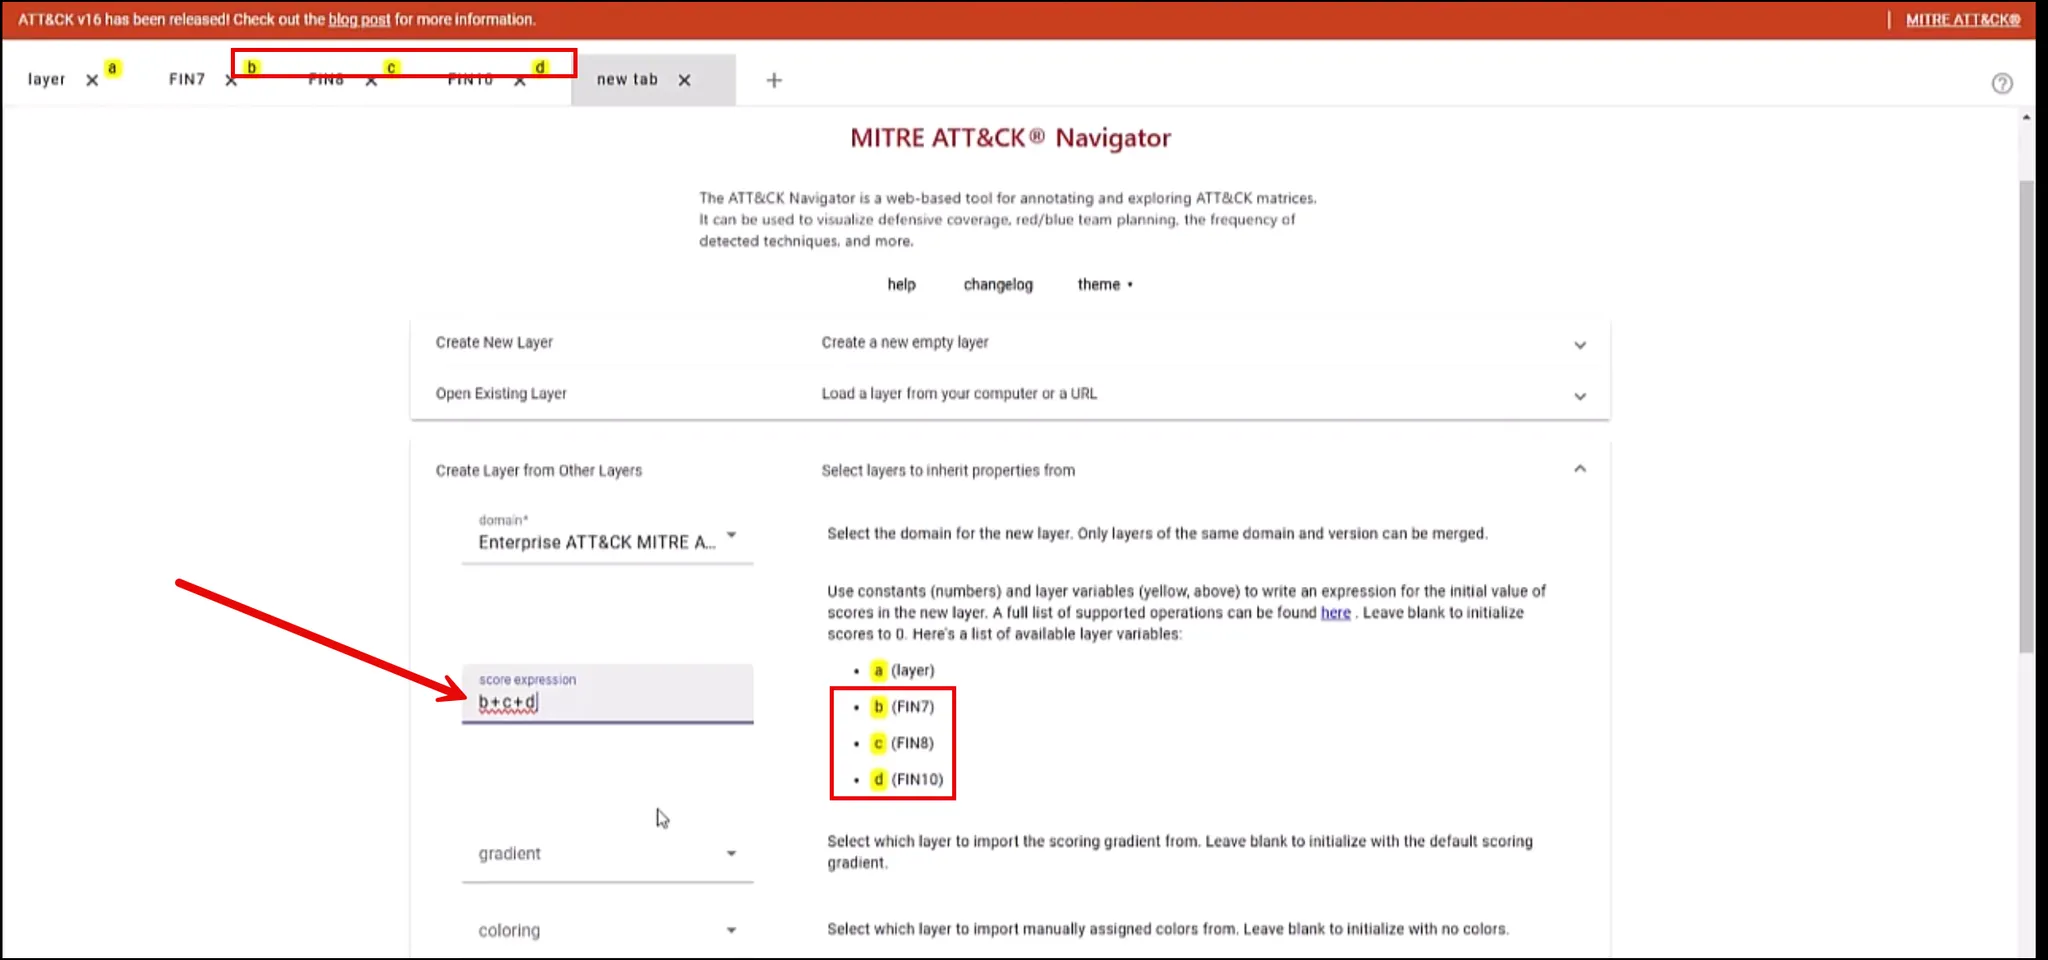 ATT&CK v16 has been released! Check out the blog post for more information.
| MITRE ATT&CK®
layer × a FIN7 × b FIN8 × c FIN10 × d new tab × +
MITRE ATT&CK® Navigator
The ATT&CK Navigator is a web-based tool for annotating and exploring ATT&CK matrices.
It can be used to visualize defensive coverage, red/blue team planning, the frequency of
detected techniques, and more.
help changelog theme
Create New Layer Create a new empty layer
Open Existing Layer Load a layer from your computer or a URL
Create Layer from Other Layers Select layers to inherit properties from
domain*
Enterprise ATT&CK MITRE A...
Select the domain for the new layer. Only layers of the same domain and version can be merged.
Use constants (numbers) and layer variables (yellow, above) to write an expression for the initial value of
scores in the new layer. A full list of supported operations can be found here . Leave blank to initialize
scores to 0. Here's a list of available layer variables:
score expression
b+c+d
• a (layer)
• b (FIN7)
• c (FIN8)
• d (FIN10)
gradient
Select which layer to import the scoring gradient from. Leave blank to initialize with the default scoring
gradient.
coloring
Select which layer to import manually assigned colors from. Leave blank to initialize with no colors.